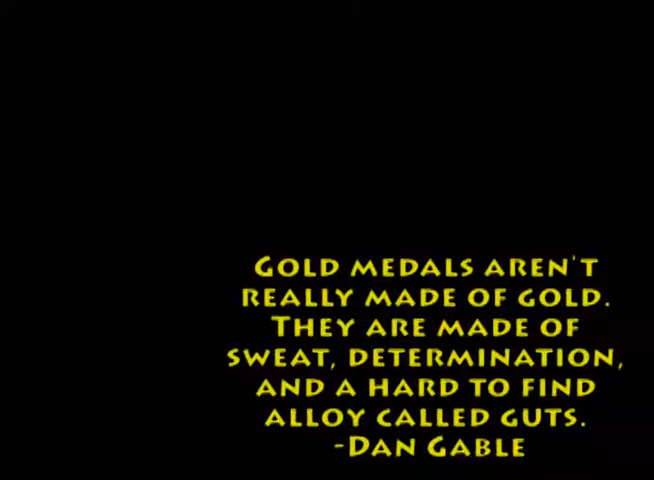 Gold medals aren't
really made of gold.
They are made of
sweat, determination,
and a hard to find
alloy called guts.
-Dan Gable